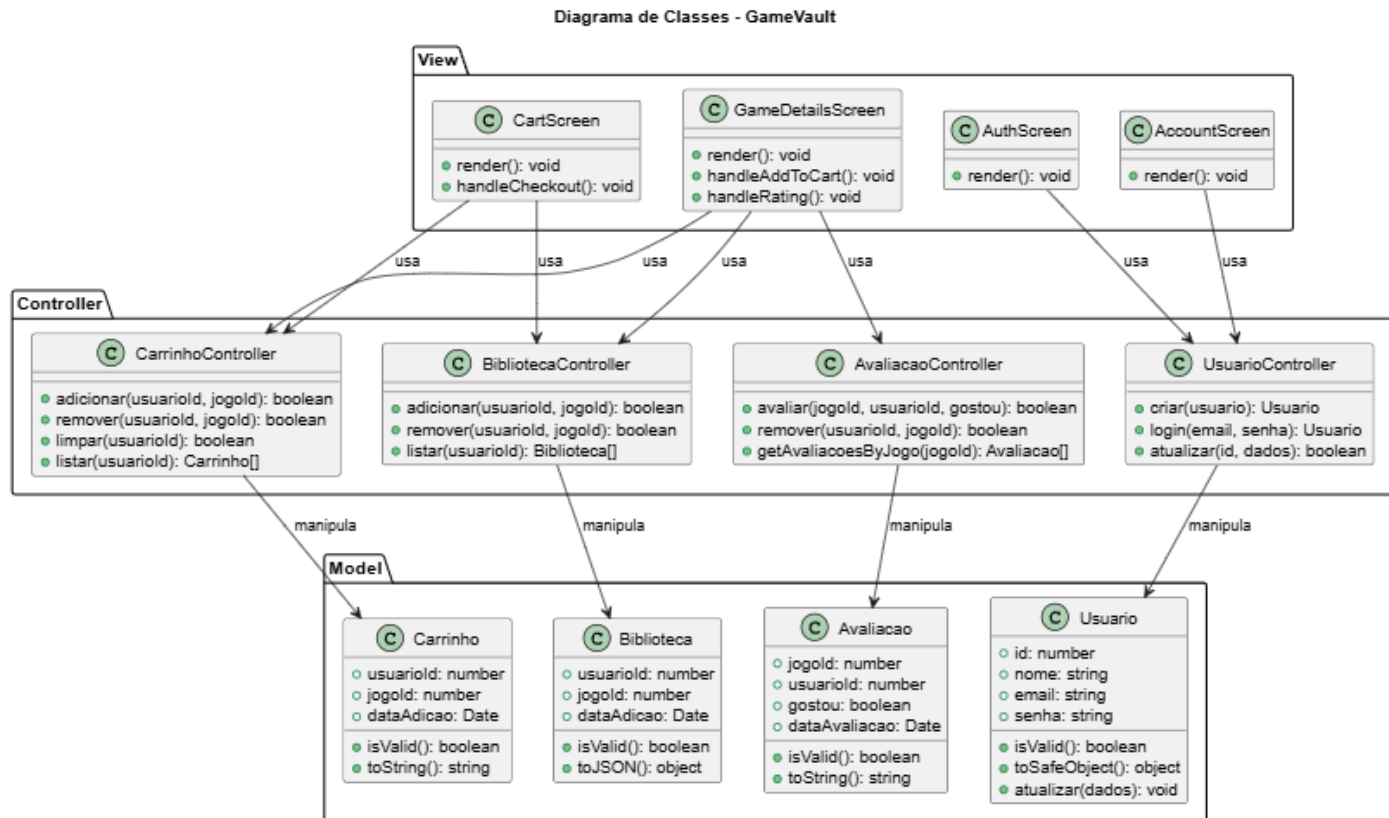 Diagrama de Classes - GameVault
View
C CartScreen
render(): void
handleCheckout(): void
C GameDetailsScreen
render(): void
handleAddToCart(): void
handleRating(): void
C AuthScreen
render(): void
C AccountScreen
render(): void
usa
usa
usa
usa
usa
usa
usa
Controller
C CarrinhoController
adicionar(usuarioId, jogoId): boolean
remover(usuarioId, jogoId): boolean
limpar(usuarioId): boolean
listar(usuarioId): Carrinho[]
C BibliotecaController
adicionar(usuarioId, jogoId): boolean
remover(usuarioId, jogoId): boolean
listar(usuarioId): Biblioteca[]
C AvaliacaoController
avaliar(jogoId, usuarioId, gostou): boolean
remover(usuarioId, jogoId): boolean
getAvaliacoesByJogo(jogoId): Avaliacao[]
C UsuarioController
criar(usuario): Usuario
login(email, senha): Usuario
atualizar(id, dados): boolean
manipula
manipula
manipula
manipula
Model
C Carrinho
usuarioId: number
jogoId: number
dataAdicao: Date
isValid(): boolean
toString(): string
C Biblioteca
usuarioId: number
jogoId: number
dataAdicao: Date
isValid(): boolean
toJSON(): object
C Avaliacao
jogoId: number
usuarioId: number
gostou: boolean
dataAvaliacao: Date
isValid(): boolean
toString(): string
C Usuario
id: number
nome: string
email: string
senha: string
isValid(): boolean
toSafeObject(): object
atualizar(dados): void